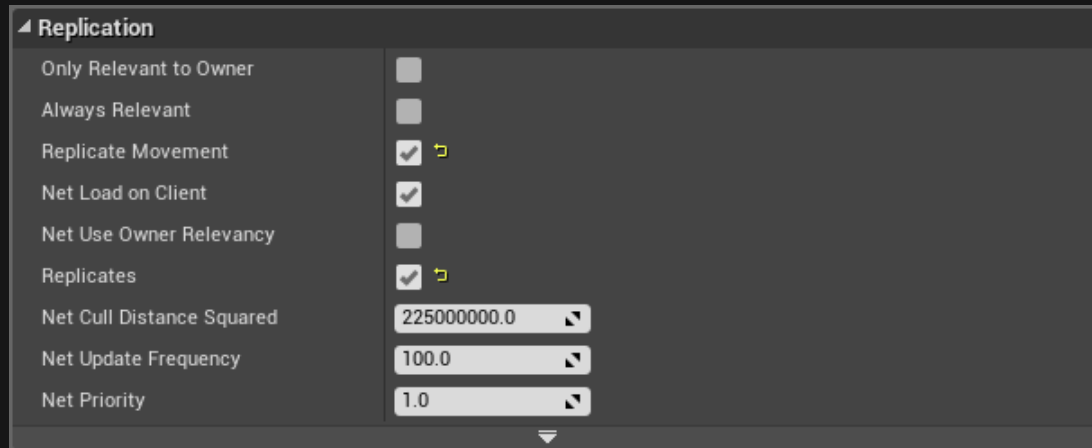 Replication
Only Relevant to Owner
Always Relevant
Replicate Movement
Net Load on Client
Net Use Owner Relevancy
Replicates
Net Cull Distance Squared 225000000.0
Net Update Frequency 100.0
Net Priority 1.0